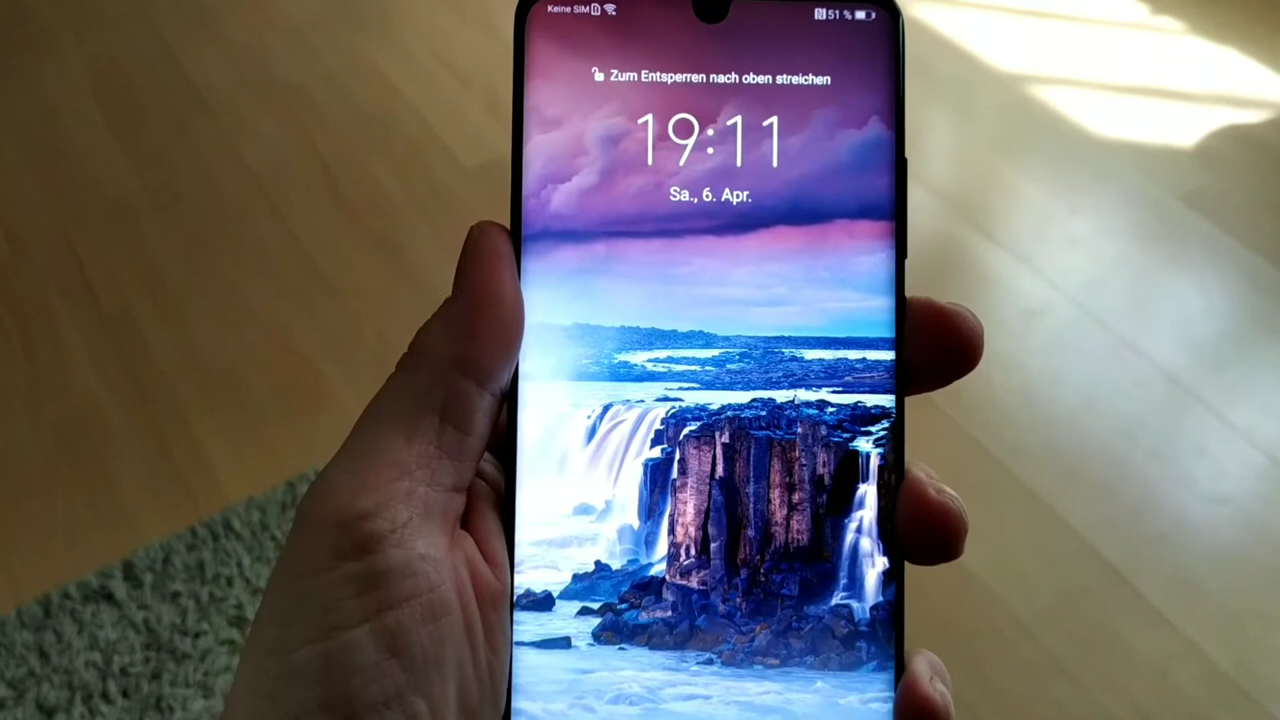 Keine SIM
51 %
Zum Entsperren nach oben streichen
19:11
Sa., 6. Apr.